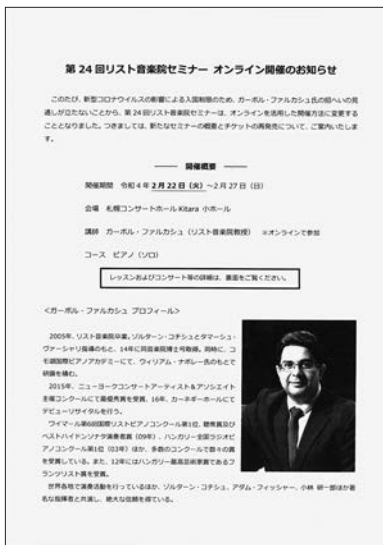 第 24 回リスト音楽院セミナー オンライン開催のお知らせ
このたび、新型コロナウイルスの影響による入国制限のため、ガーボル・ファルカシュ氏の招へいの見
通しが立たないことから、第 24 回リスト音楽院セミナーは、オンラインを活用した開催方法に変更する
こととなりました。つきましては、新たなセミナーの概要とチケットの再発売について、ご案内いたしま
す。
開催概要
開催期間 令和 4 年 2 月 22 日（火）～2 月 27 日（日）
会場 札幌コンサートホール Kitara 小ホール
講師 ガーボル・ファルカシュ（リスト音楽院教授） ※オンラインで参加
コース ピアノ（ソロ）
レッスンおよびコンサート等の詳細は、裏面をご覧ください。
＜ガーボル・ファルカシュ プロフィール＞
2005年、リスト音楽院卒業。ゾルターン・コチシュとタマーシュ・
ヴァーシャリ指導のもと、14年に同音楽院博士号取得。同時に、コ
モ湖国際ピアノアカデミーにて、ウィリアム・ナボレー氏のもとで
研鑽を積む。
2015年、ニューヨークコンサートアーティスト＆アソシエイト
主催コンクールにて最優秀賞を受賞、16年、カーネギーホールにて
デビューリサイタルを行う。
ワイマール第6回国際リストピアノコンクール第1位、聴衆賞及び
ベストハイドンソナタ演奏者賞（09年）、ハンガリー全国ラジオピ
アノコンクール第1位（03年）ほか、多数のコンクールで数々の賞
を受賞している。また、12年にはハンガリー最高芸術家賞であるフ
ランツリスト賞を受賞。
世界各地で演奏活動を行っているほか、ゾルターン・コチシュ、アダム・フィッシャー、小林 研一郎ほか著
名な指揮者と共演し、絶大な信頼を得ている。